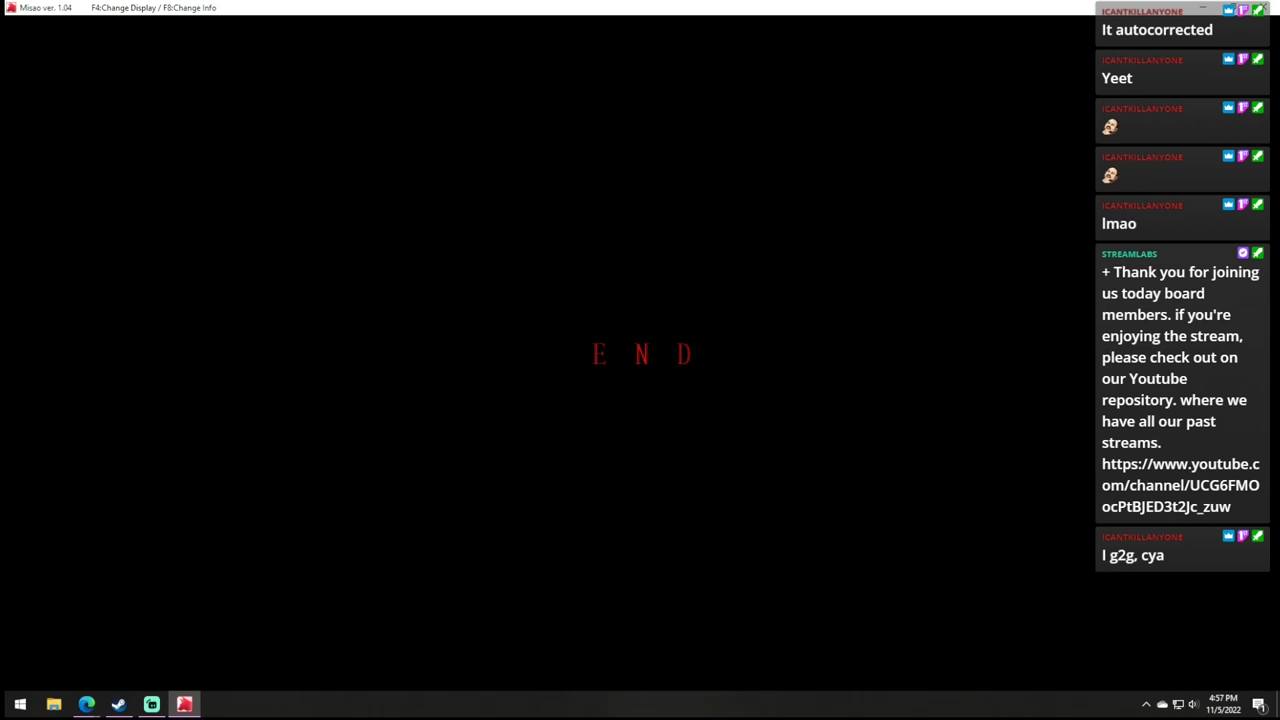 Misao ver. 1.04 F4:Change Display / F8:Change Info
E N D
ICANTKILLANYONE
It autocorrected
ICANTKILLANYONE
Yeet
ICANTKILLANYONE
ICANTKILLANYONE
ICANTKILLANYONE
lmao
STREAMLABS
+ Thank you for joining
us today board
members. if you're
enjoying the stream,
please check out on
our Youtube
repository. where we
have all our past
streams.
https://www.youtube.c
om/channel/UCG6FMO
ocPtBJED3t2Jc_zuw
ICANTKILLANYONE
I g2g, cya
4:57 PM
11/5/2022
1